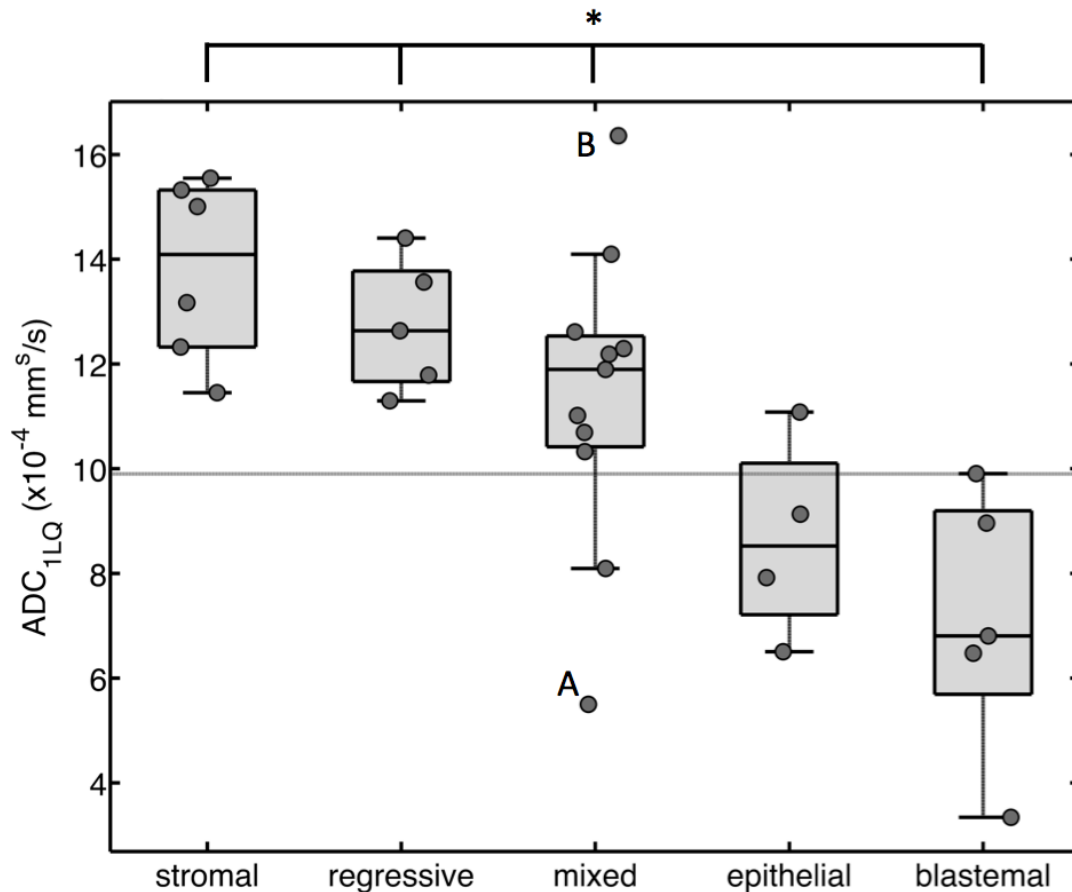 *
B
A
16
14
12
10
8
6
4
ADC1LQ (x10-4 mms/s)
stromal regressive mixed epithelial blastemal